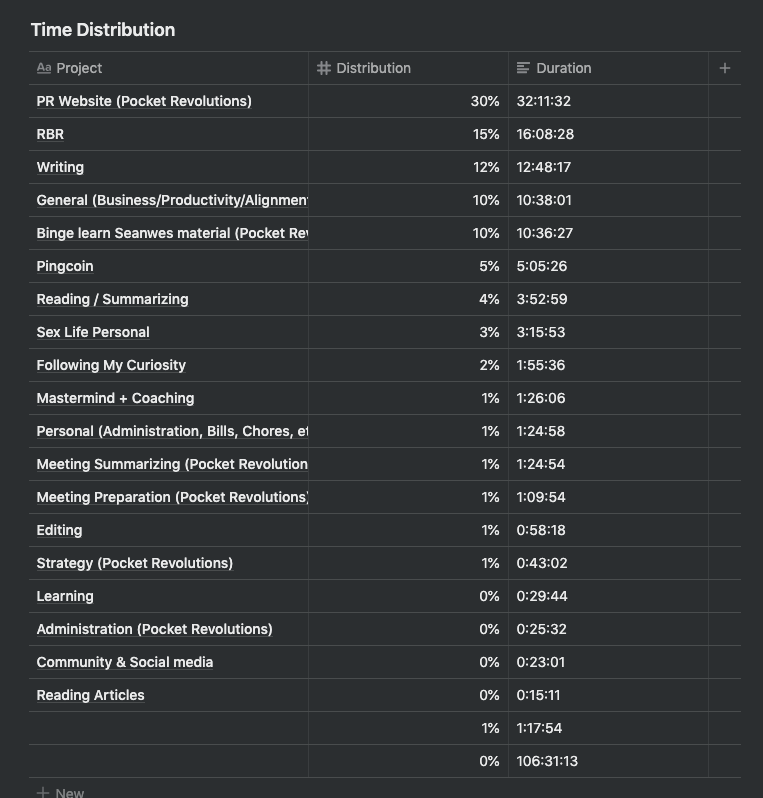 Time Distribution
Aa Project # Distribution Duration +
PR Website (Pocket Revolutions) 30% 32:11:32
RBR 15% 16:08:28
Writing 12% 12:48:17
General (Business/Productivity/Alignmen 10% 10:38:01
Binge learn Seanwes material (Pocket Rev 10% 10:36:27
Pingcoin 5% 5:05:26
Reading / Summarizing 4% 3:52:59
Sex Life Personal 3% 3:15:53
Following My Curiosity 2% 1:55:36
Mastermind + Coaching 1% 1:26:06
Personal (Administration, Bills, Chores, et 1% 1:24:58
Meeting Summarizing (Pocket Revolution 1% 1:24:54
Meeting Preparation (Pocket Revolutions) 1% 1:09:54
Editing 1% 0:58:18
Strategy (Pocket Revolutions) 1% 0:43:02
Learning 0% 0:29:44
Administration (Pocket Revolutions) 0% 0:25:32
Community & Social media 0% 0:23:01
Reading Articles 0% 0:15:11
1% 1:17:54
0% 106:31:13
+ New